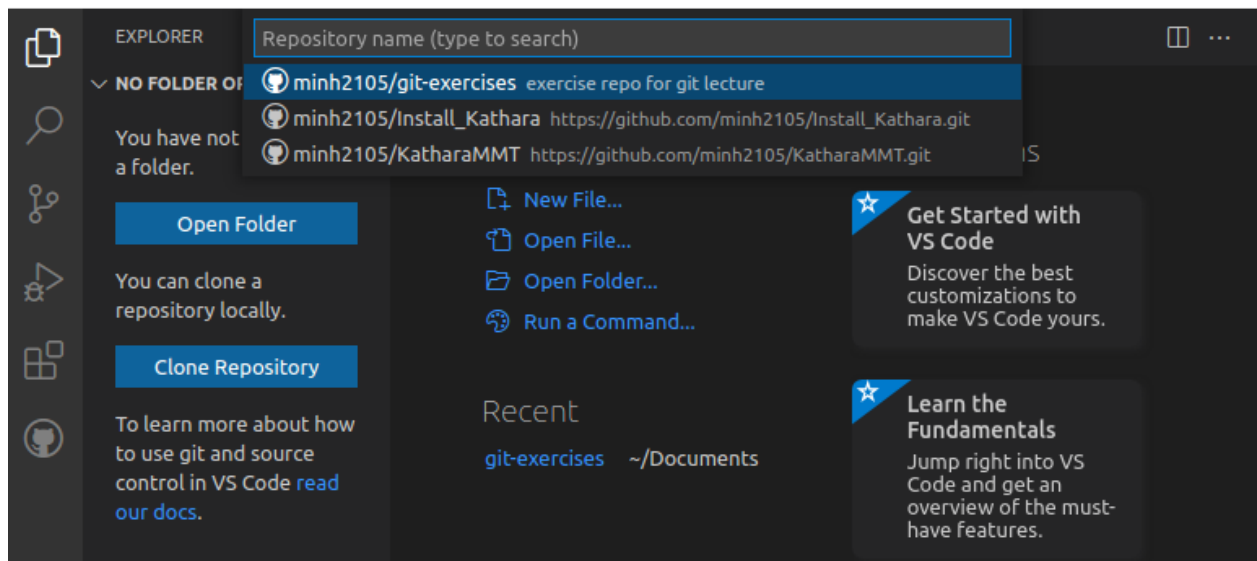 EXPLORER
Repository name (type to search)
NO FOLDER
minh2105/git-exercises exercise repo for git lecture
minh2105/Install_Kathara https://github.com/minh2105/Install_Kathara.git
minh2105/KatharaMMT https://github.com/minh2105/KatharaMMT.git
You have not
a folder.
Open Folder
You can clone a
repository locally.
Clone Repository
To learn more about how
to use git and source
control in VS Code read
our docs.
New File...
Open File...
Open Folder...
Run a Command...
Recent
git-exercises ~/Documents
Get Started with
VS Code
Discover the best
customizations to
make VS Code yours.
Learn the
Fundamentals
Jump right into VS
Code and get an
overview of the must-
have features.